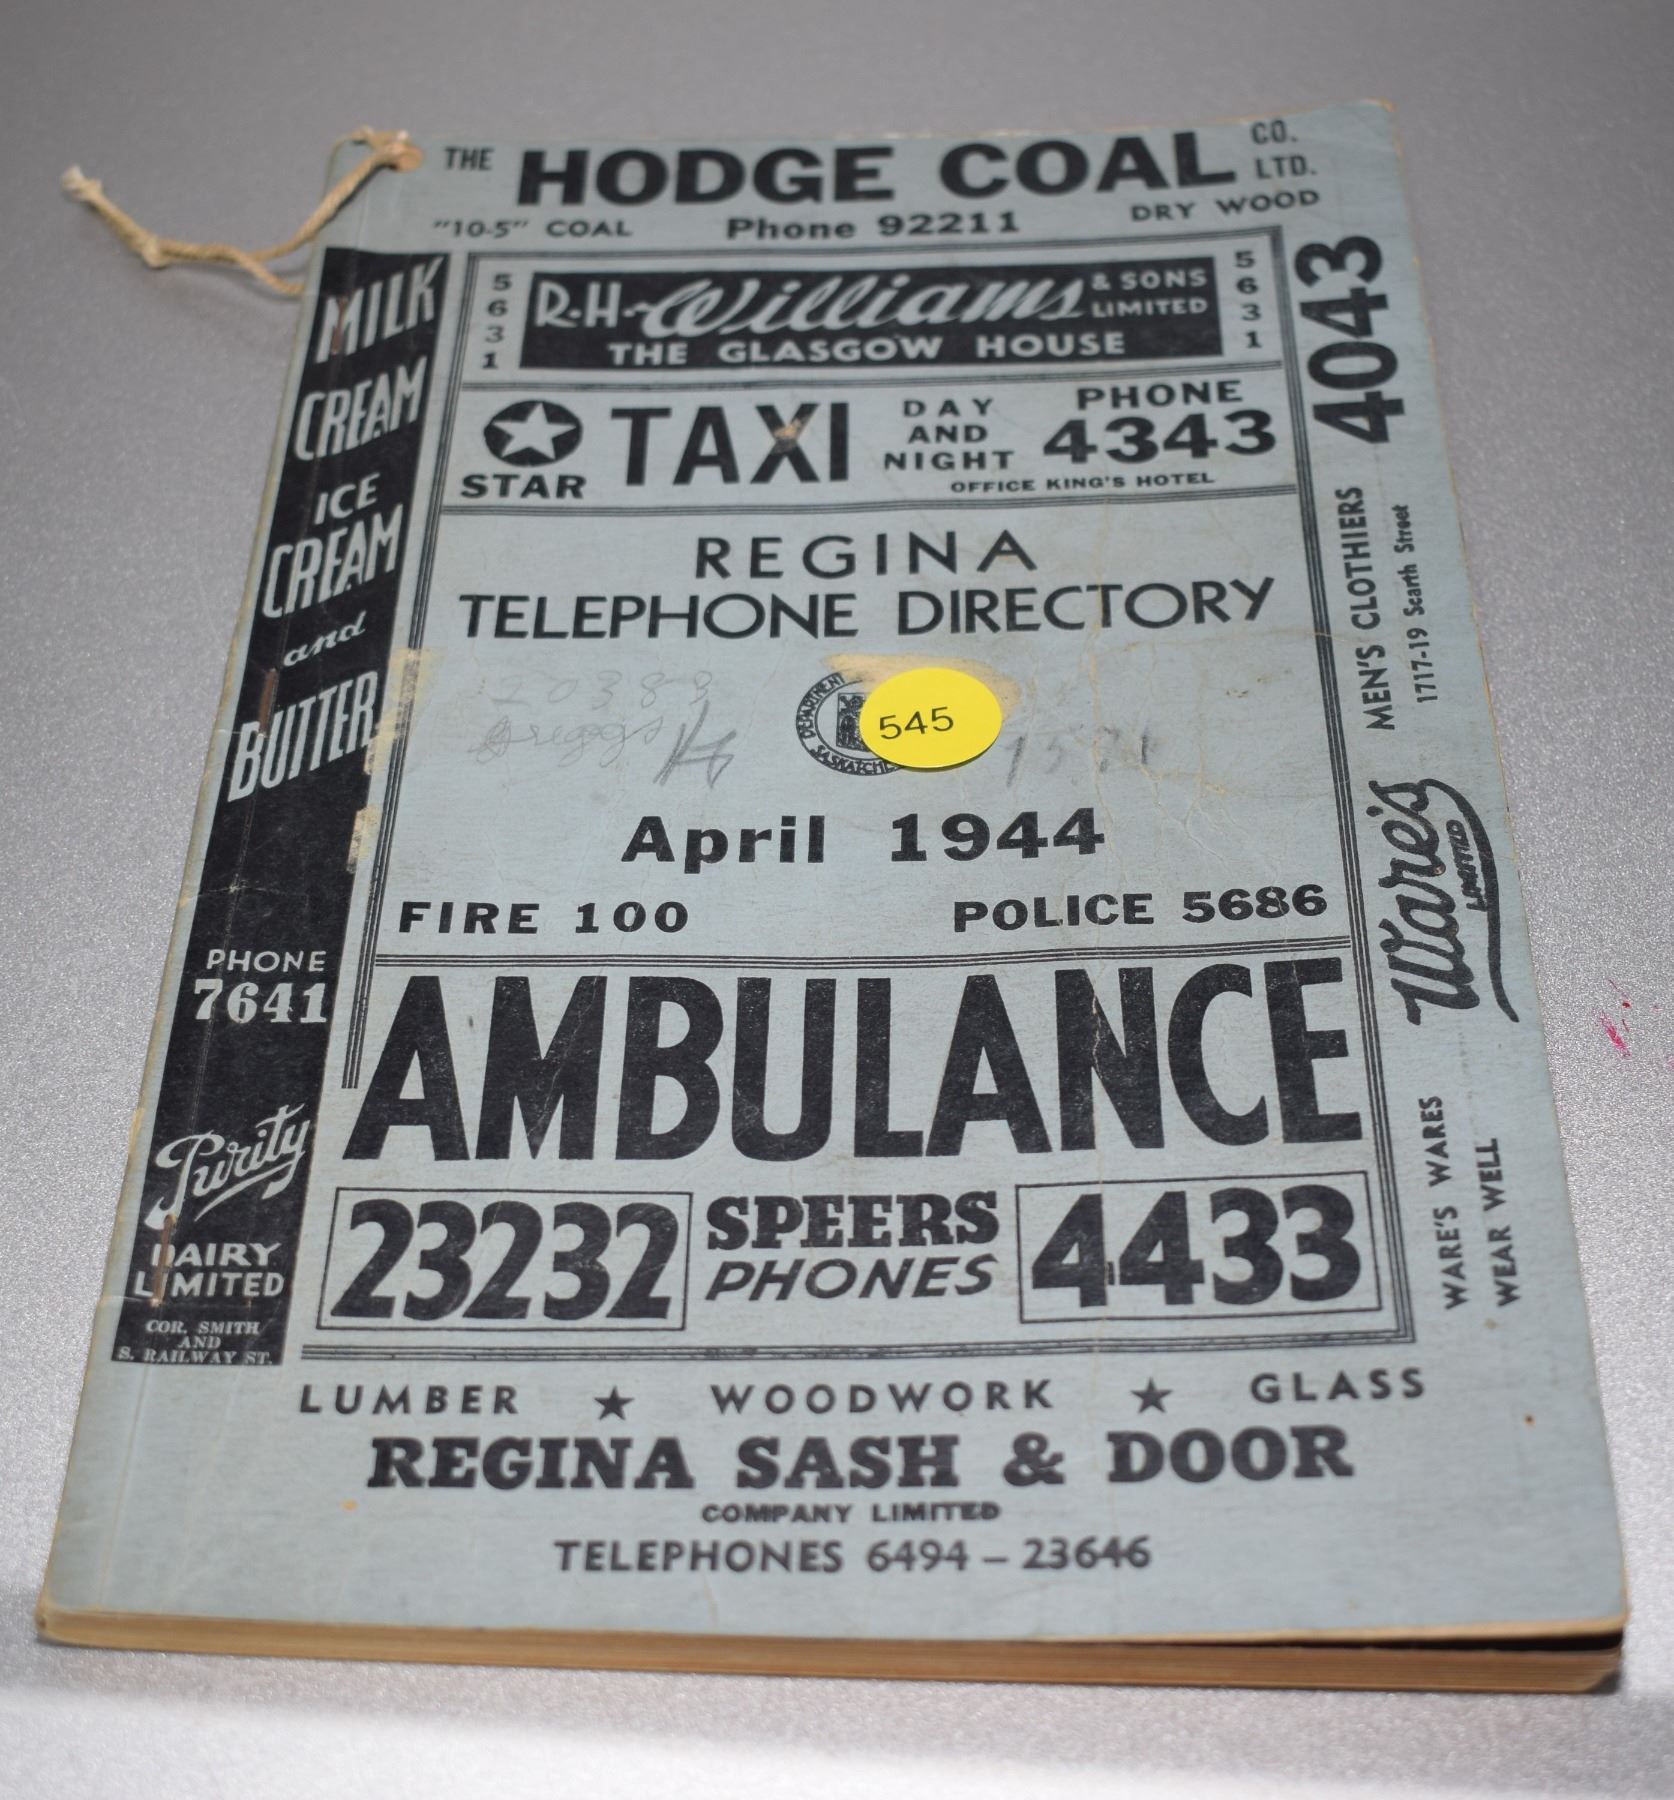 THE HODGE COAL CO. LTD.
"10-5" COAL Phone 92211 DRY WOOD
5631 R·H·Williams & SONS LIMITED 5631
THE GLASGOW HOUSE
STAR TAXI DAY AND NIGHT PHONE 4343
OFFICE KING'S HOTEL
REGINA
TELEPHONE DIRECTORY
20383
Greggs
DEPARTMENT
545
April 1944
FIRE 100 POLICE 5686
AMBULANCE
23232 SPEERS PHONES 4433
LUMBER ★ WOODWORK ★ GLASS
REGINA SASH & DOOR
COMPANY LIMITED
TELEPHONES 6494 – 23646
MILK
CREAM
ICE
CREAM
and
BUTTER
PHONE
7641
Purity
DAIRY
LIMITED
COR. SMITH
AND
S. RAILWAY ST.
4043
MEN'S CLOTHIERS
1717-19 Scarth Street
Ware's
LIMITED
WARE'S WARES
WEAR WELL